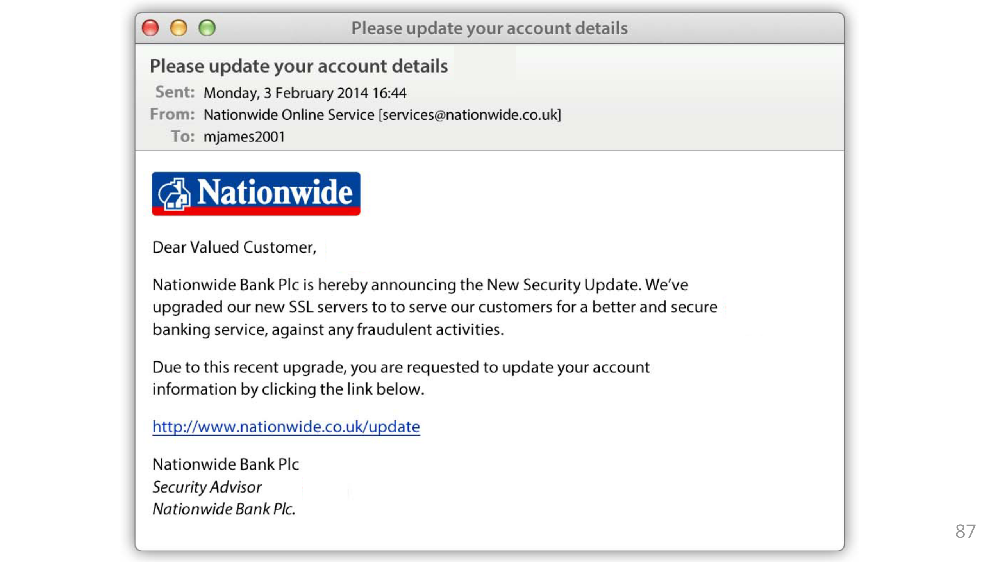 Please update your account details
Please update your account details
Sent: Monday, 3 February 2014 16:44
From: Nationwide Online Service [services@nationwide.co.uk]
To: mjames2001
Nationwide
Dear Valued Customer,
Nationwide Bank Plc is hereby announcing the New Security Update. We’ve
upgraded our new SSL servers to to serve our customers for a better and secure
banking service, against any fraudulent activities.
Due to this recent upgrade, you are requested to update your account
information by clicking the link below.
http://www.nationwide.co.uk/update
Nationwide Bank Plc
Security Advisor
Nationwide Bank Plc.
87